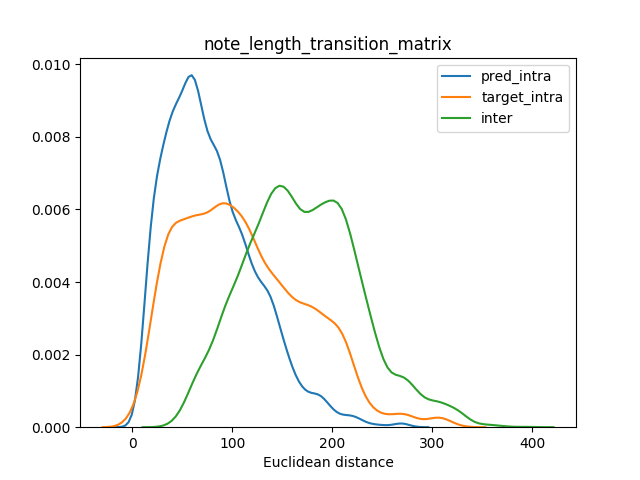 note_length_transition_matrix
0.010
0.008
0.006
0.004
0.002
0.000
pred_intra
target_intra
inter
0 100 200 300 400
Euclidean distance